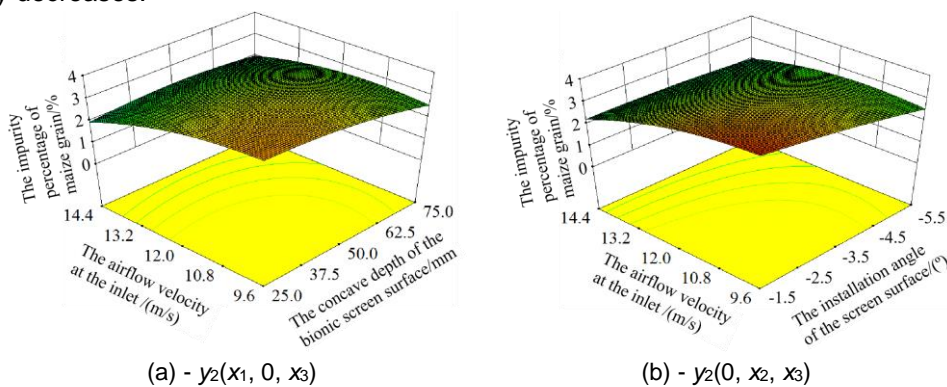 y decreases.
The impurity
percentage of
maize grain/%
4
3
2
1
0
14.4
13.2
12.0
10.8
9.6
The airflow velocity
at the inlet /(m/s)
25.0
37.5
50.0
62.5
75.0
The concave depth of the
bionic screen surface/mm
(a) - y₂(x₁, 0, x₃)
The impurity
percentage of
maize grain/%
4
3
2
1
0
14.4
13.2
12.0
10.8
9.6
The airflow velocity
at the inlet /(m/s)
-1.5
-2.5
-3.5
-4.5
-5.5
The installation angle
of the screen surface/(°)
(b) - y₂(0, x₂, x₃)